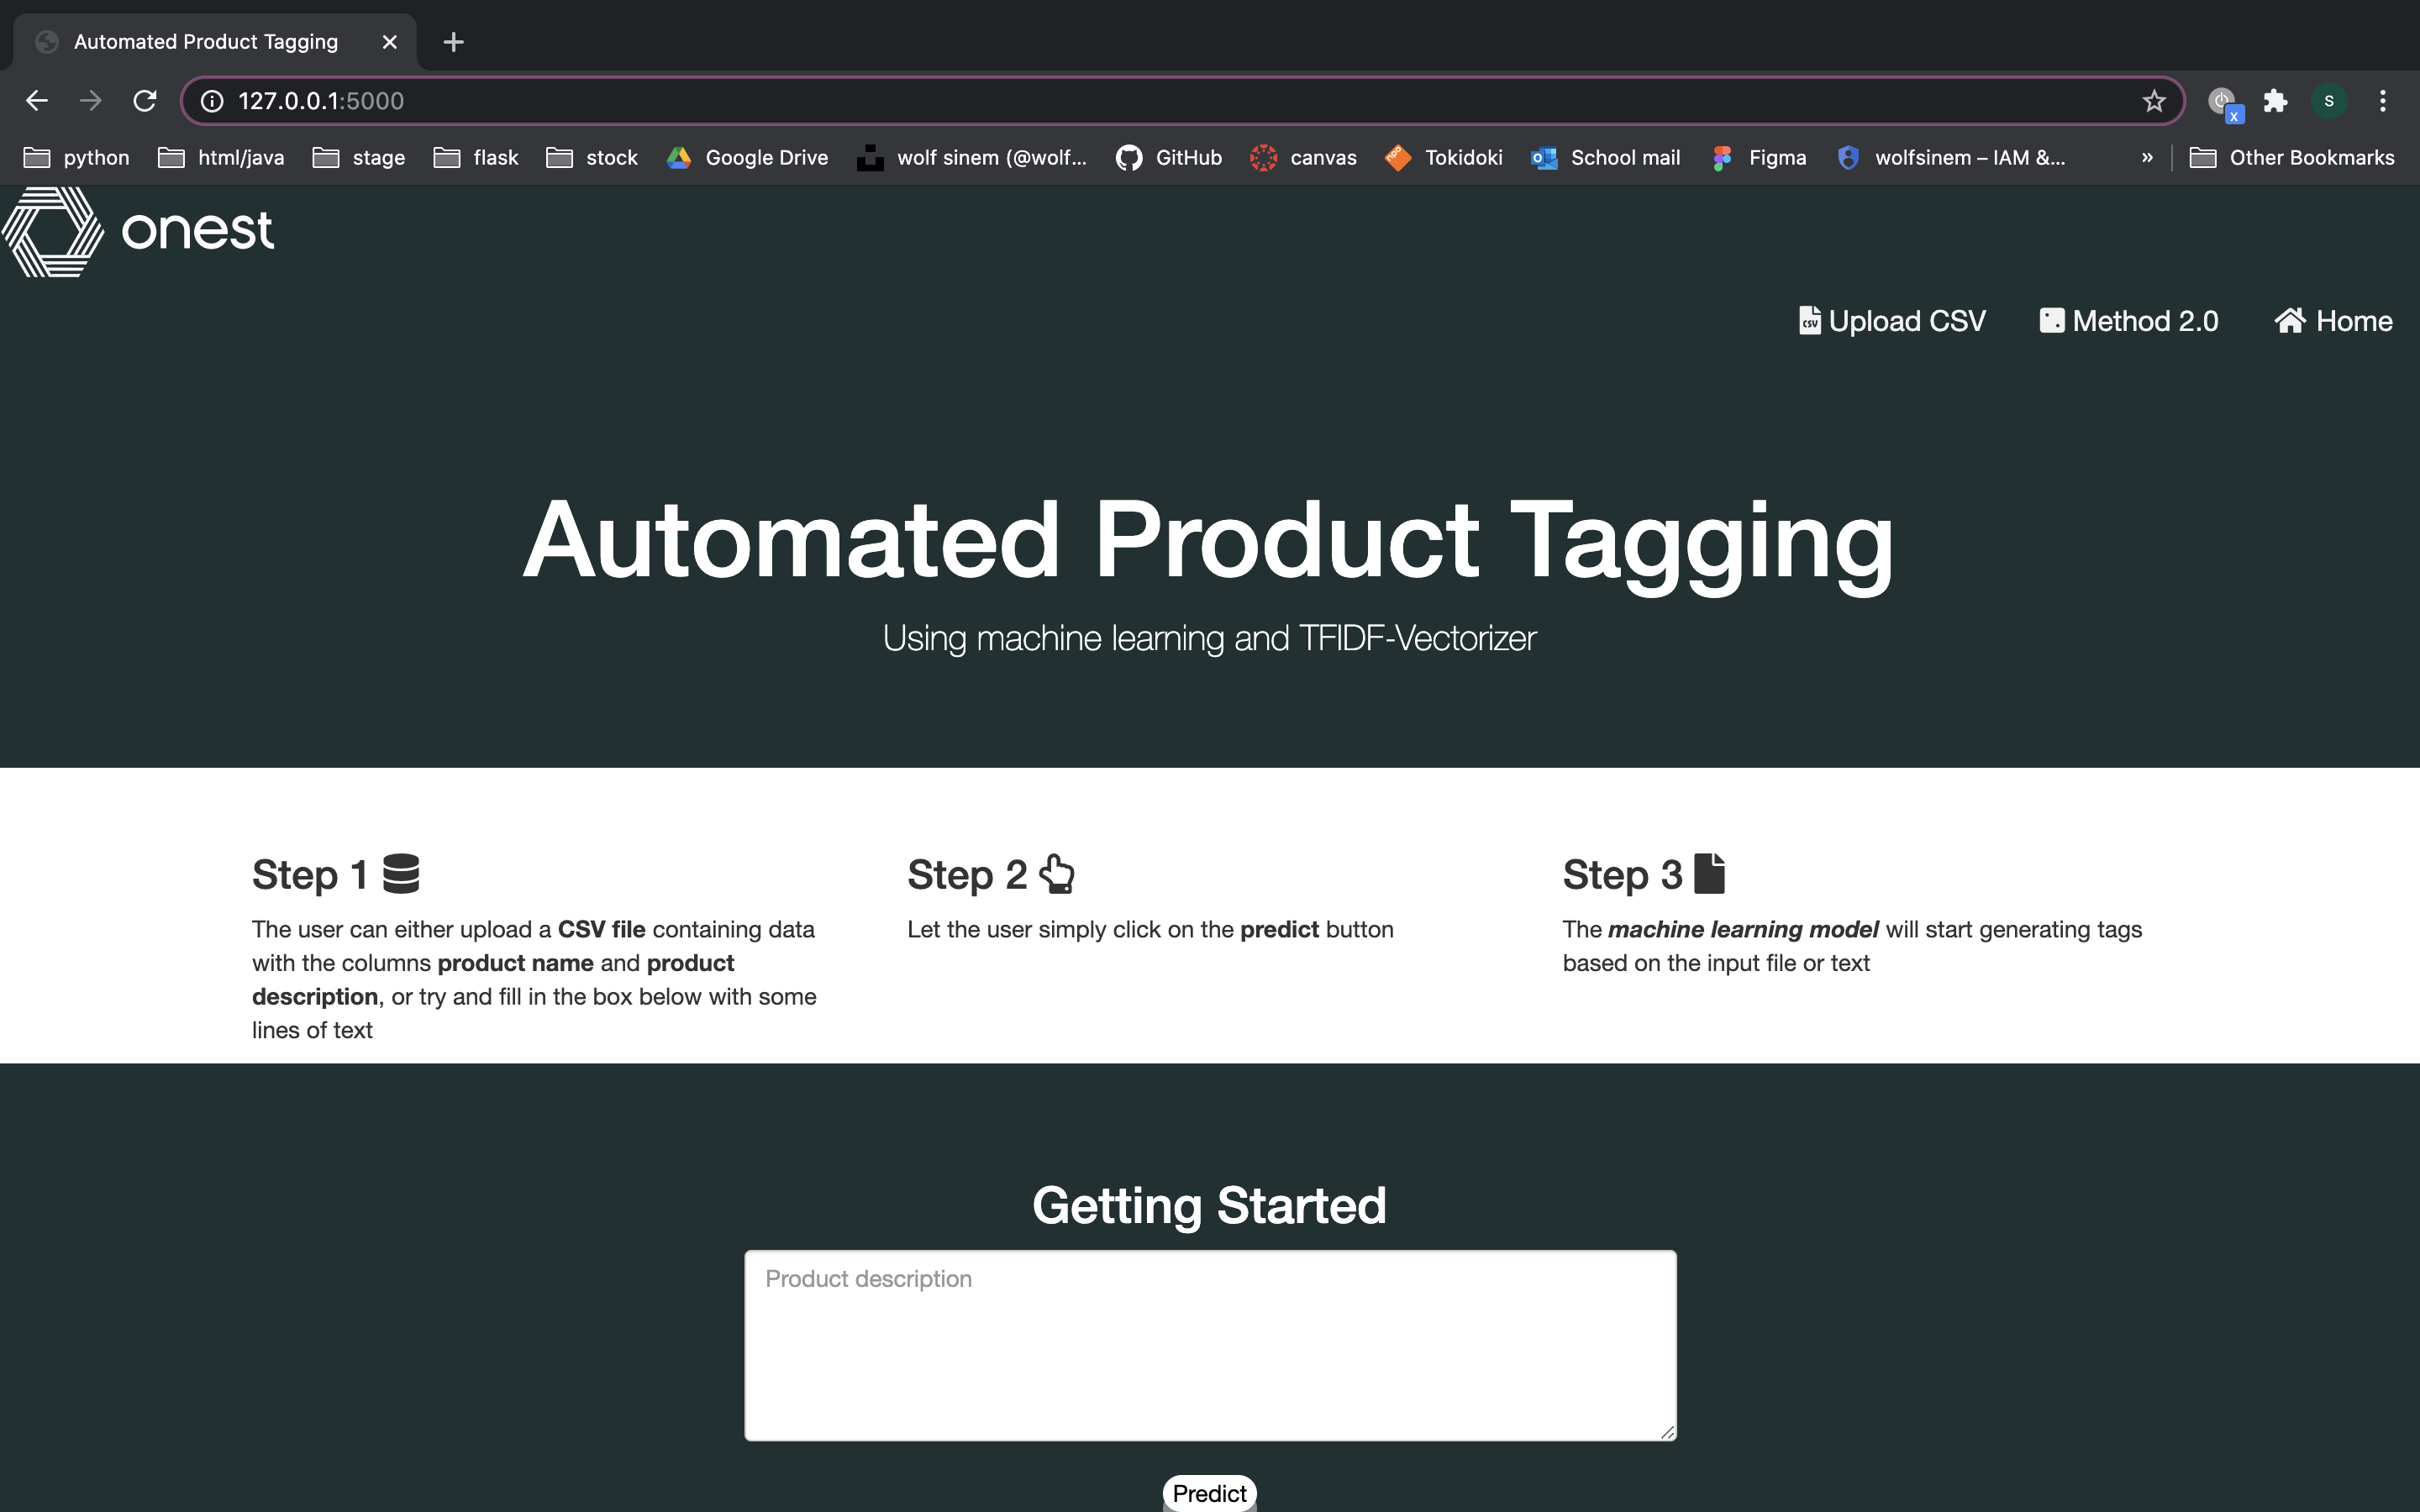 Automated Product Tagging
127.0.0.1:5000
python html/java stage flask stock Google Drive wolf sinem (@wolf... GitHub canvas Tokidoki School mail Figma wolfsinem – IAM &... » Other Bookmarks
onest
Upload CSV Method 2.0 Home
Automated Product Tagging
Using machine learning and TFIDF-Vectorizer
Step 1
The user can either upload a CSV file containing data
with the columns product name and product
description, or try and fill in the box below with some
lines of text
Step 2
Let the user simply click on the predict button
Step 3
The machine learning model will start generating tags
based on the input file or text
Getting Started
Product description
Predict